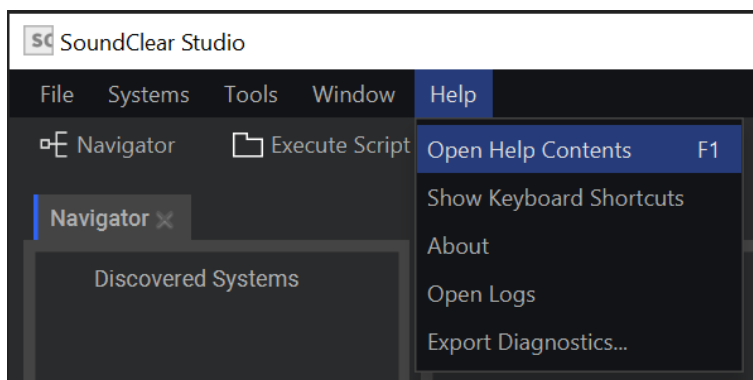 SC SoundClear Studio
File Systems Tools Window Help
Navigator Execute Script
Open Help Contents F1
Show Keyboard Shortcuts
Navigator
About
Discovered Systems
Open Logs
Export Diagnostics...